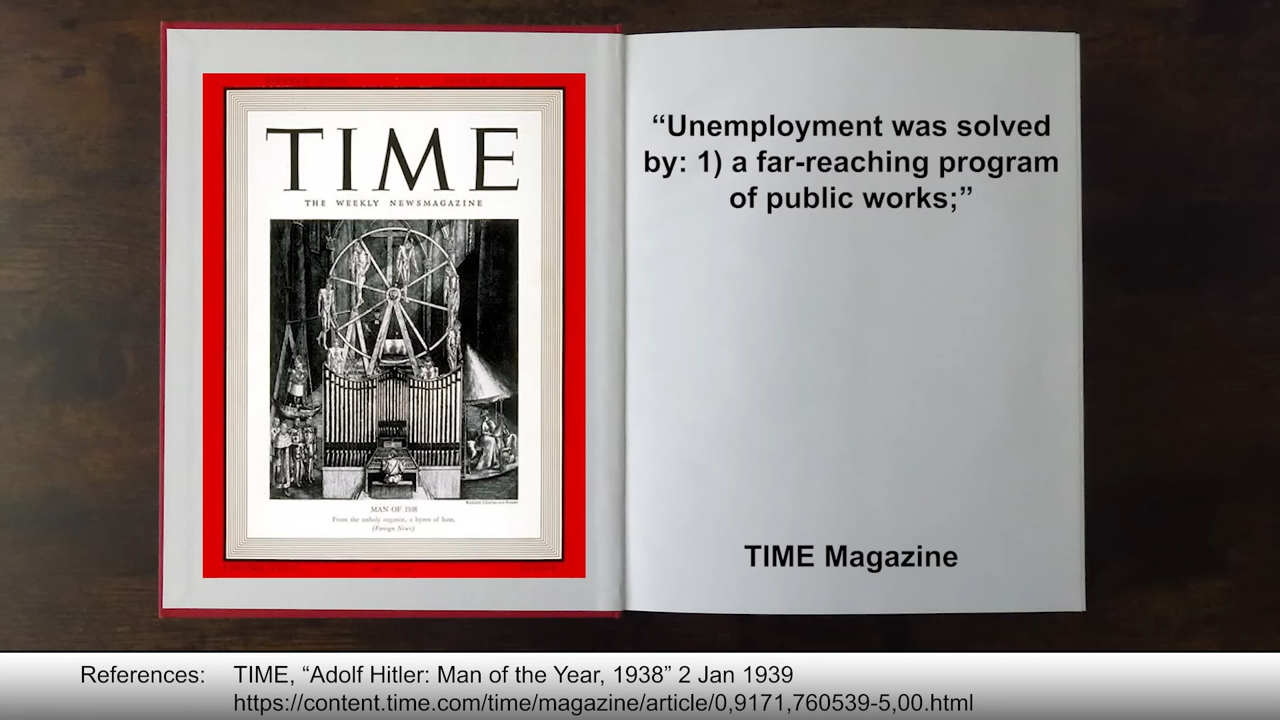 TIME
THE WEEKLY NEWSMAGAZINE
MAN OF 1938
From the unholy organist, a hymn of hate.
(Foreign News)
“Unemployment was solved
by: 1) a far-reaching program
of public works;”
TIME Magazine
References: TIME, “Adolf Hitler: Man of the Year, 1938” 2 Jan 1939
https://content.time.com/time/magazine/article/0,9171,760539-5,00.html